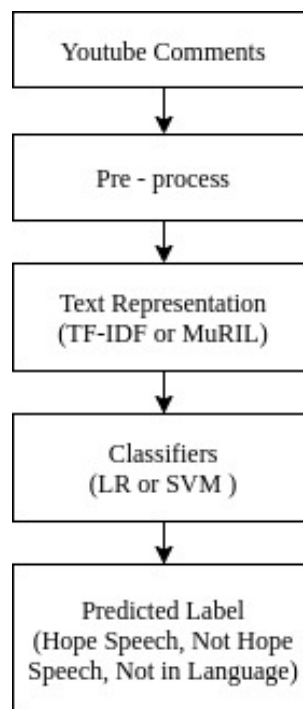 Youtube Comments
Pre - process
Text Representation
(TF-IDF or MuRIL)
Classifiers
(LR or SVM )
Predicted Label
(Hope Speech, Not Hope
Speech, Not in Language)